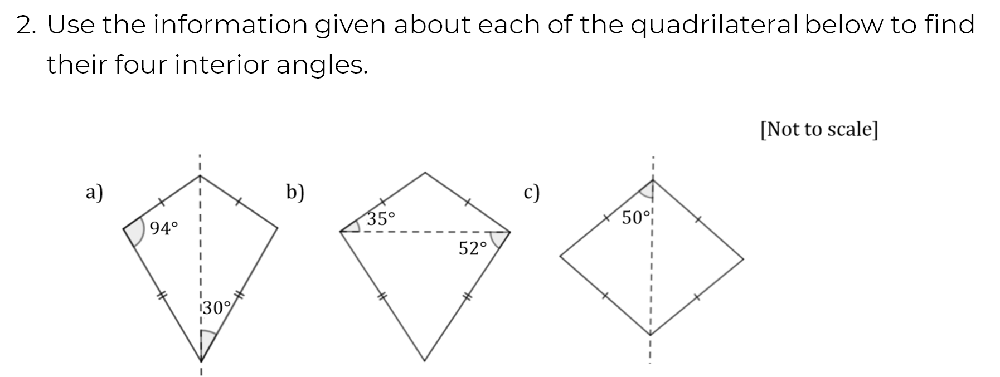 2. Use the information given about each of the quadrilateral below to find
their four interior angles.
[Not to scale]
a)
94°
30°
b)
35°
52°
c)
50°